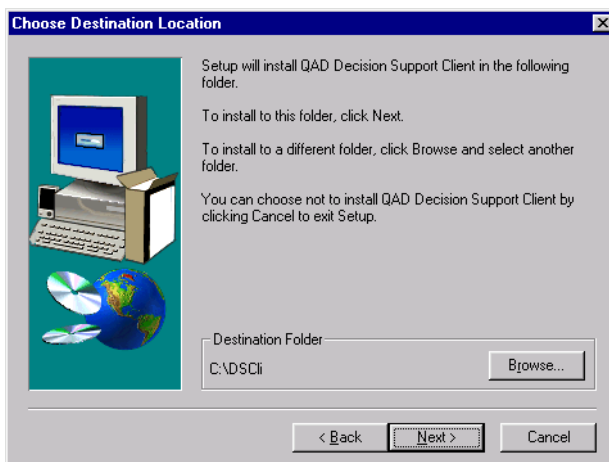 Choose Destination Location
Setup will install QAD Decision Support Client in the following
folder.
To install to this folder, click Next.
To install to a different folder, click Browse and select another
folder.
You can choose not to install QAD Decision Support Client by
clicking Cancel to exit Setup.
Destination Folder
C:\DSCli
Browse...
< Back
Next >
Cancel